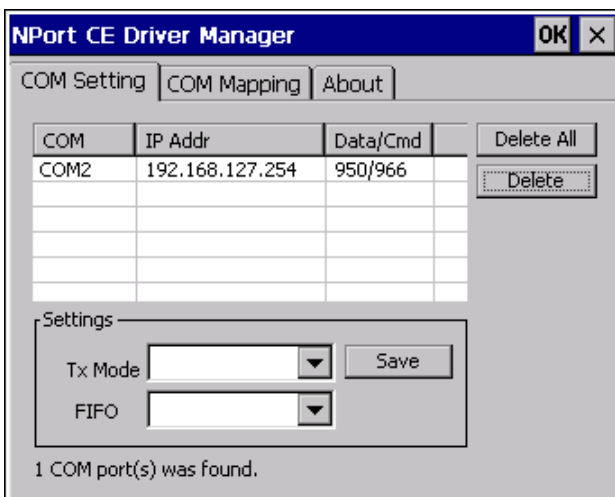 NPort CE Driver Manager OK ×
COM Setting COM Mapping About
COM IP Addr Data/Cmd Delete All
COM2 192.168.127.254 950/966 Delete
Settings
Tx Mode Save
FIFO
1 COM port(s) was found.